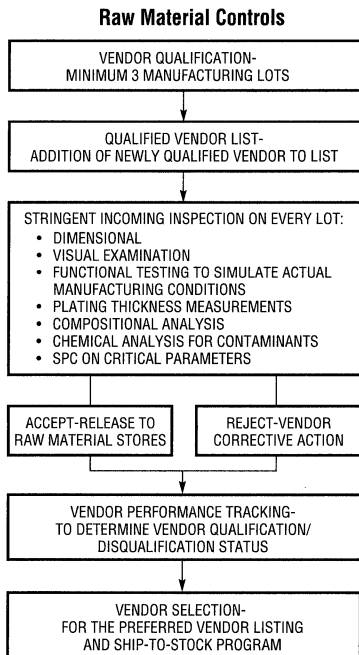 Raw Material Controls
VENDOR QUALIFICATION-
MINIMUM 3 MANUFACTURING LOTS
QUALIFIED VENDOR LIST-
ADDITION OF NEWLY QUALIFIED VENDOR TO LIST
STRINGENT INCOMING INSPECTION ON EVERY LOT:
• DIMENSIONAL
• VISUAL EXAMINATION
• FUNCTIONAL TESTING TO SIMULATE ACTUAL
MANUFACTURING CONDITIONS
• PLATING THICKNESS MEASUREMENTS
• COMPOSITIONAL ANALYSIS
• CHEMICAL ANALYSIS FOR CONTAMINANTS
• SPC ON CRITICAL PARAMETERS
ACCEPT-RELEASE TO
RAW MATERIAL STORES
REJECT-VENDOR
CORRECTIVE ACTION
VENDOR PERFORMANCE TRACKING-
TO DETERMINE VENDOR QUALIFICATION/
DISQUALIFICATION STATUS
VENDOR SELECTION-
FOR THE PREFERRED VENDOR LISTING
AND SHIP-TO-STOCK PROGRAM